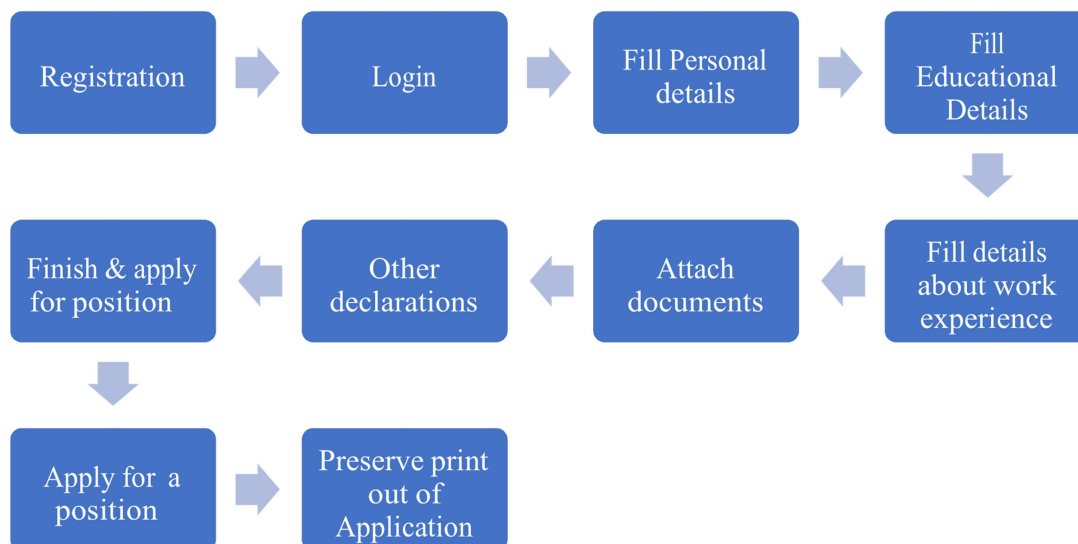 Registration
Login
Fill Personal
details
Fill
Educational
Details
Fill details
about work
experience
Attach
documents
Other
declarations
Finish & apply
for position
Apply for a
position
Preserve print
out of
Application